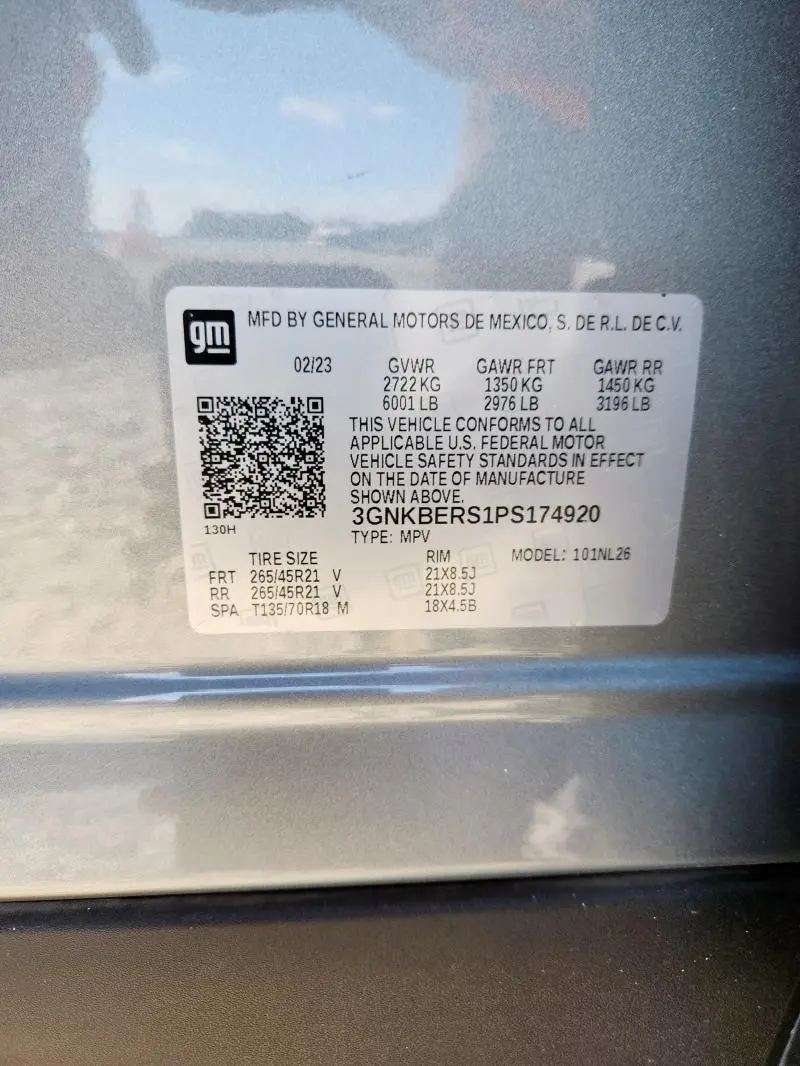 gm
MFD BY GENERAL MOTORS DE MEXICO, S. DE R.L. DE C.V.
02/23 GVWR GAWR FRT GAWR RR
2722 KG 1350 KG 1450 KG
6001 LB 2976 LB 3196 LB
THIS VEHICLE CONFORMS TO ALL
APPLICABLE U.S. FEDERAL MOTOR
VEHICLE SAFETY STANDARDS IN EFFECT
ON THE DATE OF MANUFACTURE
SHOWN ABOVE.
3GNKBERS1PS174920
130H
TYPE: MPV
TIRE SIZE RIM MODEL: 101NL26
FRT 265/45R21 V 21X8.5J
RR 265/45R21 V 21X8.5J
SPA T135/70R18 M 18X4.5B